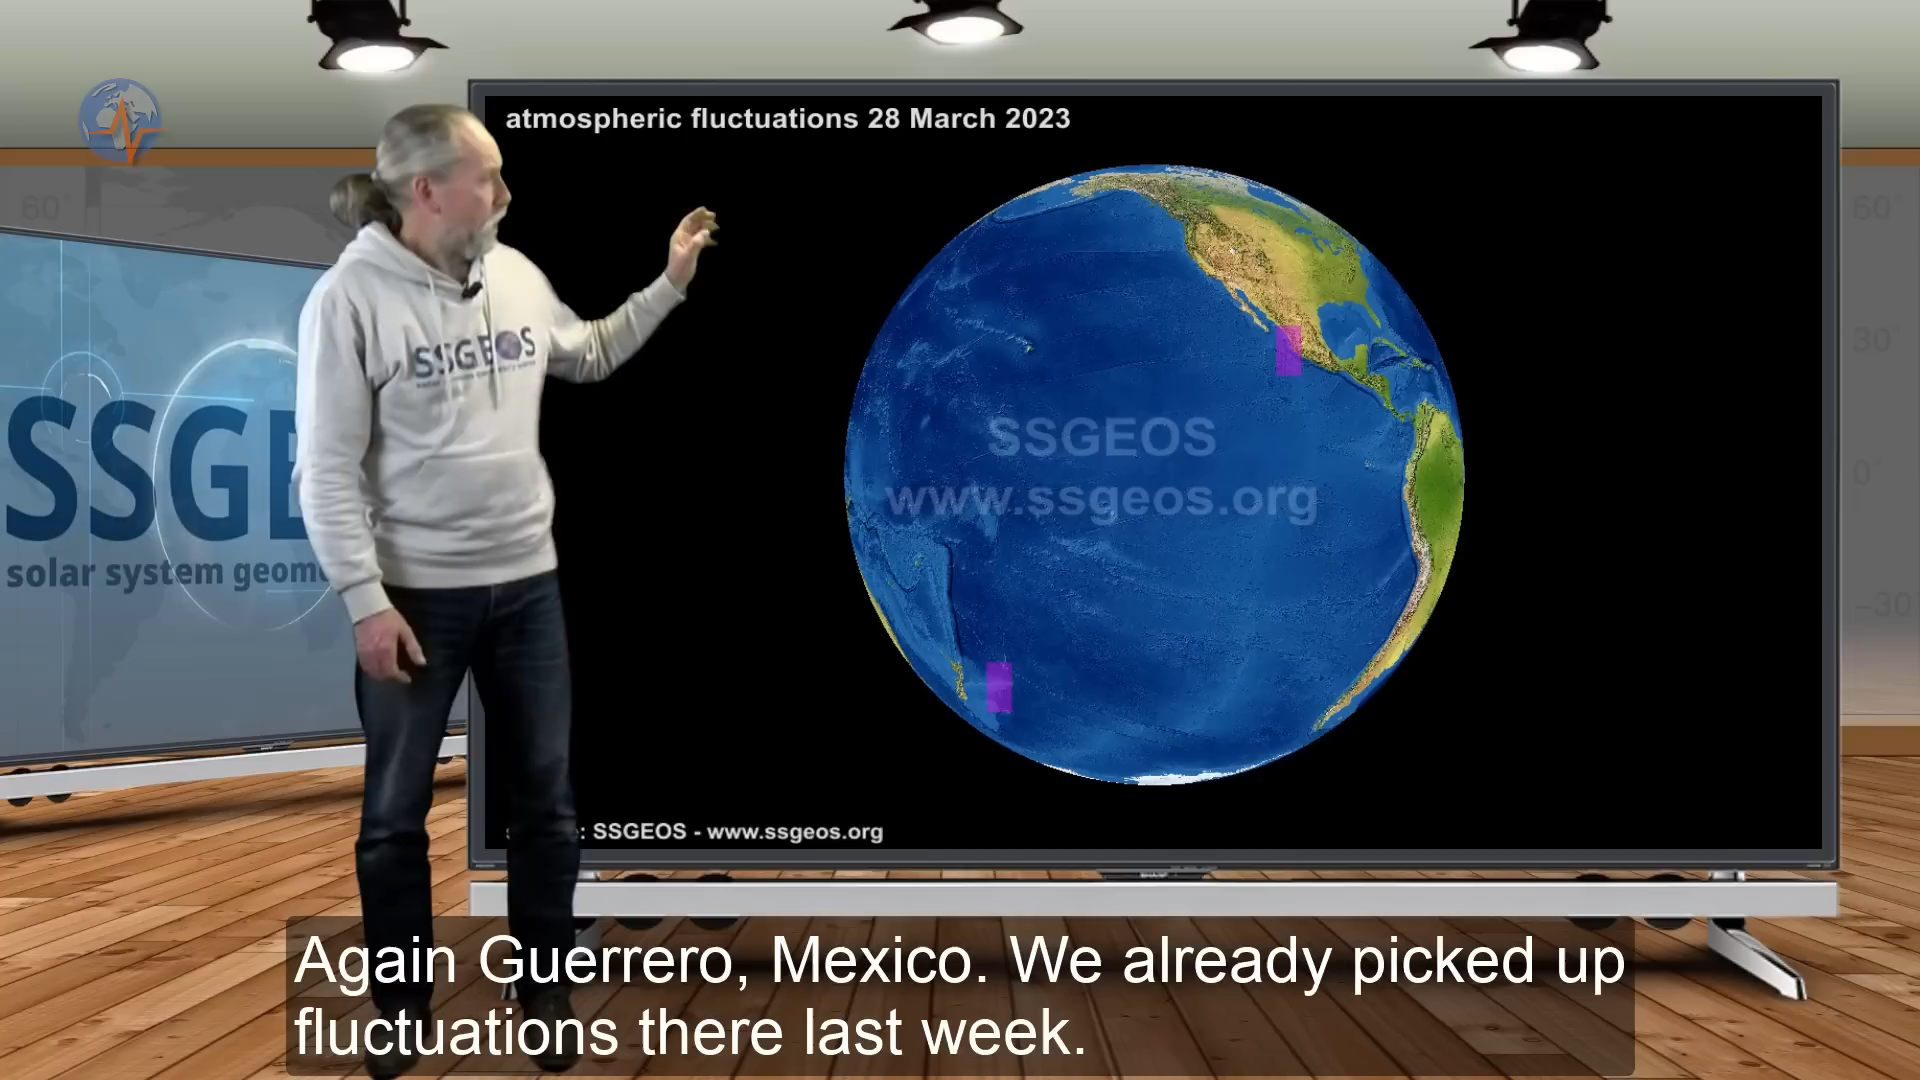 atmospheric fluctuations 28 March 2023
60°
60°
30°
SSGEOS
SSGEOS
www.ssgeos.org
0°
SSGE
solar system geom
-30°
: SSGEOS - www.ssgeos.org
Again Guerrero, Mexico. We already picked up
fluctuations there last week.